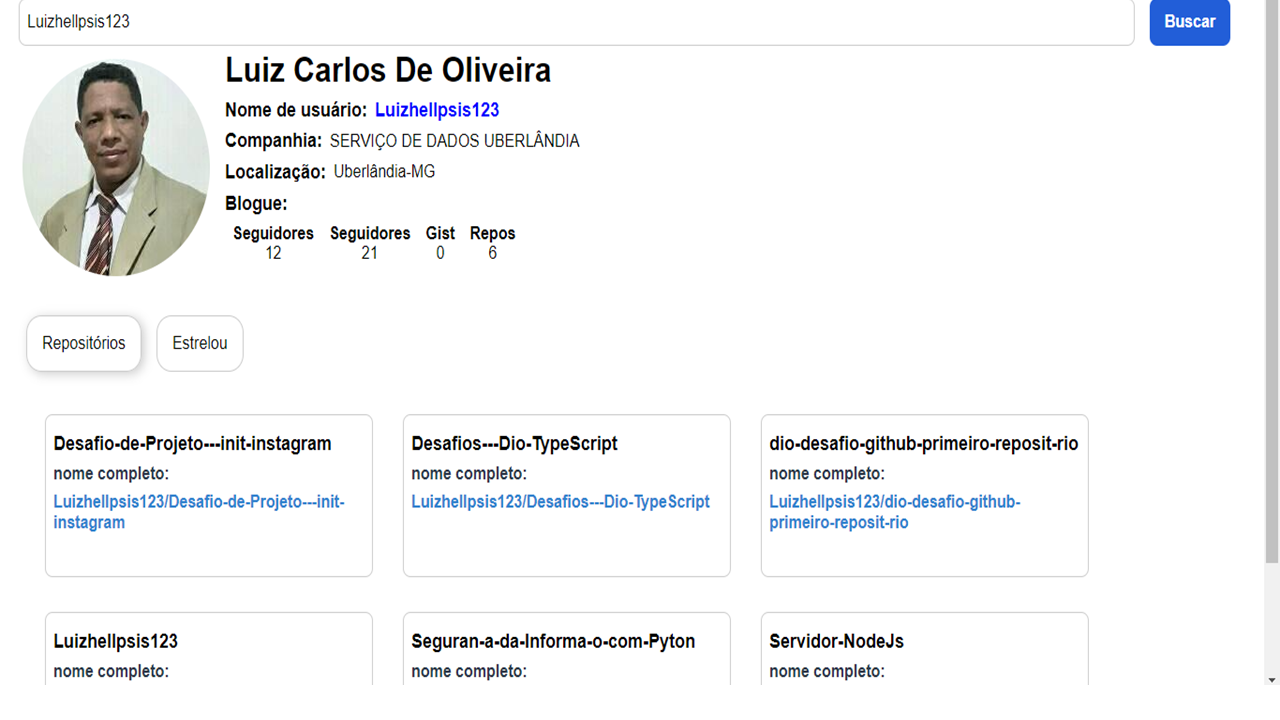 Luizhellpsis123 Buscar
Luiz Carlos De Oliveira
Nome de usuário: Luizhellpsis123
Companhia: SERVIÇO DE DADOS UBERLÂNDIA
Localização: Uberlândia-MG
Blogue:
Seguidores Seguidores Gist Repos
12 21 0 6
Repositórios Estrelou
Desafio-de-Projeto---init-instagram
nome completo:
Luizhellpsis123/Desafio-de-Projeto---init-
instagram
Desafios---Dio-TypeScript
nome completo:
Luizhellpsis123/Desafios---Dio-TypeScript
dio-desafio-github-primeiro-reposit-rio
nome completo:
Luizhellpsis123/dio-desafio-github-
primeiro-reposit-rio
Luizhellpsis123
nome completo:
Seguran-a-da-Informa-o-com-Pyton
nome completo:
Servidor-NodeJs
nome completo: